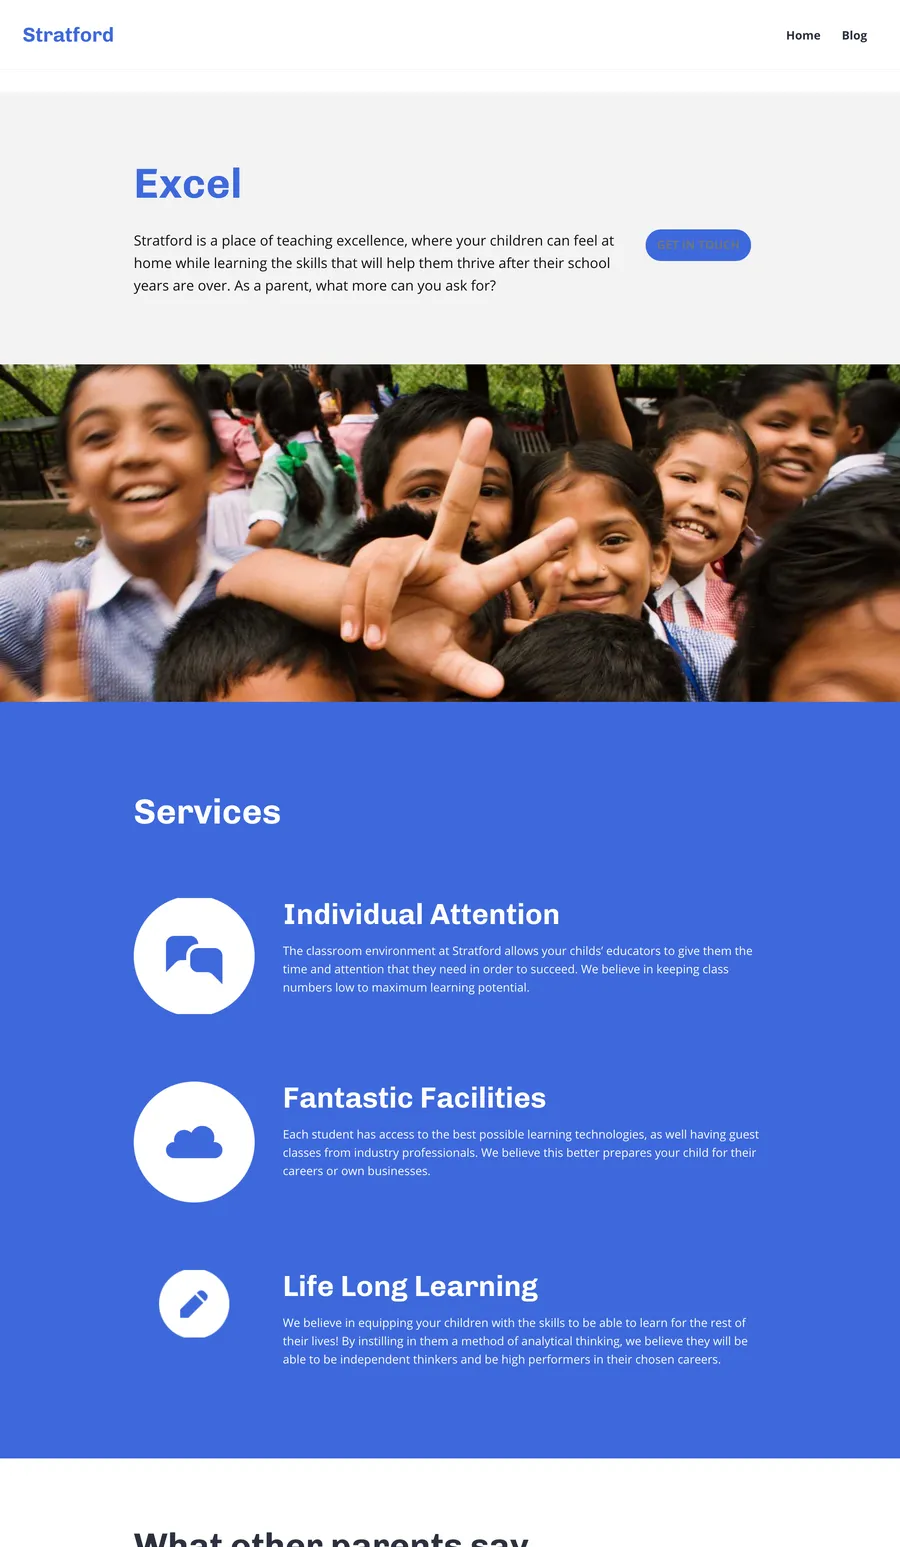 Stratford
Home Blog
Excel
Stratford is a place of teaching excellence, where your children can feel at
home while learning the skills that will help them thrive after their school
years are over. As a parent, what more can you ask for?
GET IN TOUCH
Services
Individual Attention
The classroom environment at Stratford allows your childs' educators to give them the
time and attention that they need in order to succeed. We believe in keeping class
numbers low to maximum learning potential.
Fantastic Facilities
Each student has access to the best possible learning technologies, as well having guest
classes from industry professionals. We believe this better prepares your child for their
careers or own businesses.
Life Long Learning
We believe in equipping your children with the skills to be able to learn for the rest of
their lives! By instilling in them a method of analytical thinking, we believe they will be
able to be independent thinkers and be high performers in their chosen careers.
What other parents say